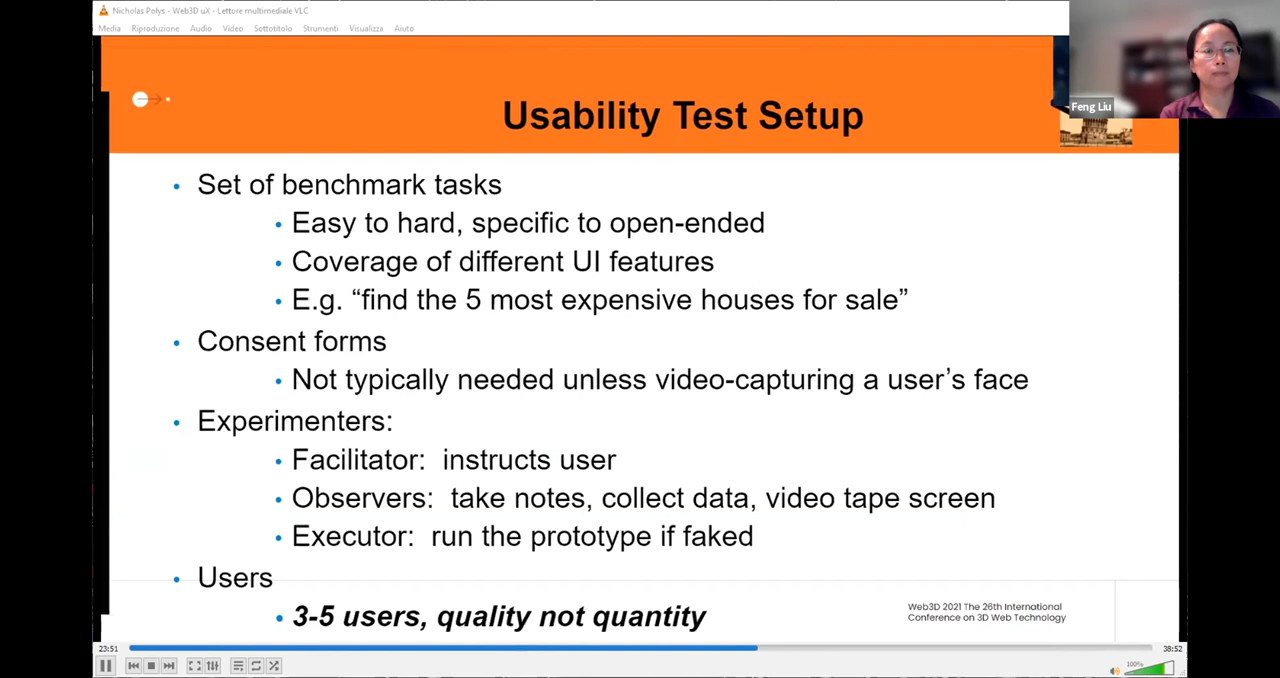 Nicholas Polys - Web3D uX - Lettore multimediale VLC
Media Riproduzione Audio Video Sottotitolo Strumenti Visualizza Aiuto
Feng Liu
Usability Test Setup
• Set of benchmark tasks
• Easy to hard, specific to open-ended
• Coverage of different UI features
• E.g. “find the 5 most expensive houses for sale”
• Consent forms
• Not typically needed unless video-capturing a user’s face
• Experimenters:
• Facilitator: instructs user
• Observers: take notes, collect data, video tape screen
• Executor: run the prototype if faked
• Users
• 3-5 users, quality not quantity
Web3D 2021 The 26th International
Conference on 3D Web Technology
23:51
38:52
100%